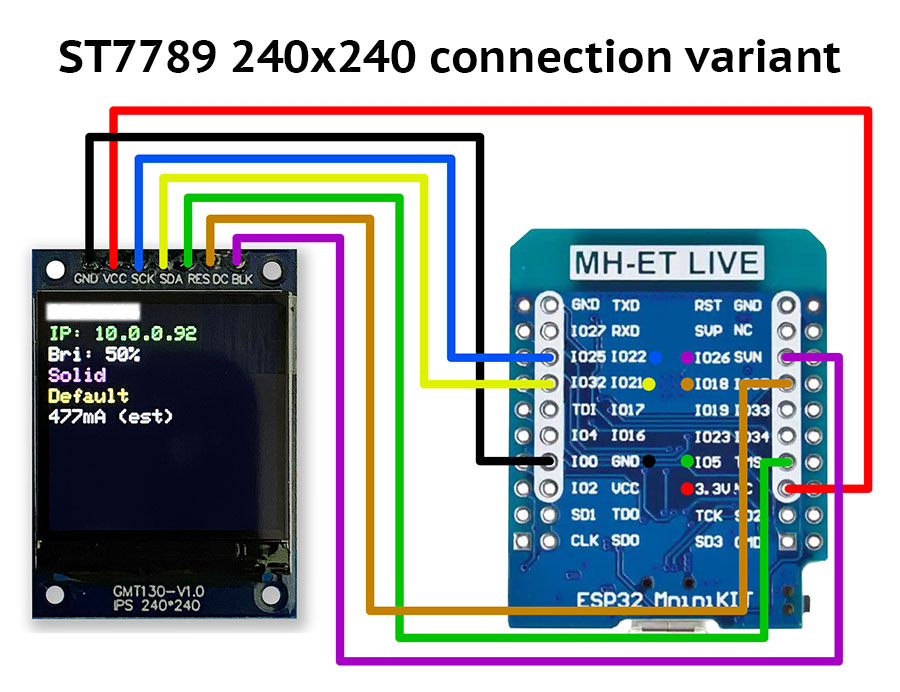 ST7789 240x240 connection variant
GND VCC SCK SDA RES DC BLK
IP: 10.0.0.92
Bri: 50%
Solid
Default
477mA (est)
GMT130-V1.0
IPS 240*240
MH-ET LIVE
GND TXD RST GND
IO27 RXD SVP NC
IO25 IO22 IO26 SVN
IO32 IO21 IO18
TDI IO17 IO19 IO33
IO4 IO16 IO23 IO34
IO0 GND IO5 TMS
IO2 VCC 3.3V NC
SD1 TDO TCK SD2
CLK SD0 SD3 CMD
ESP32 MniniKIT